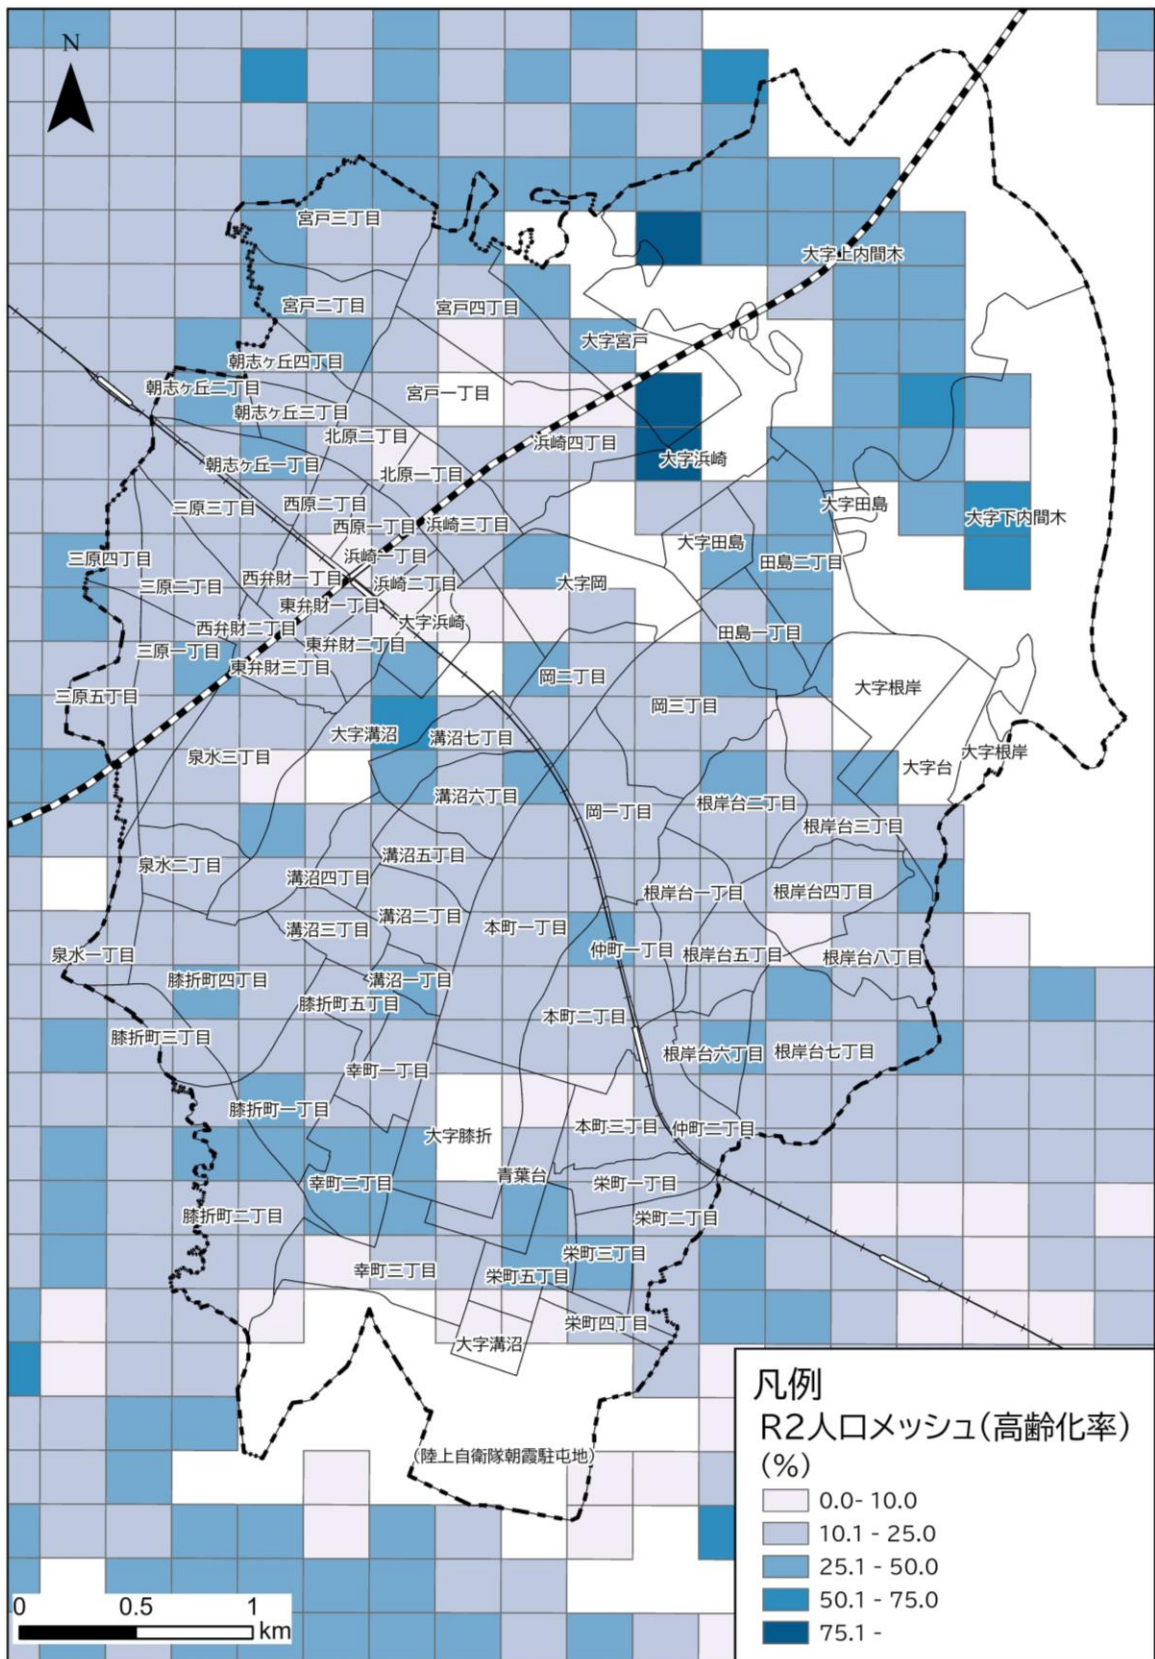 N
宮戸三丁目
大字上内間木
宮戸二丁目
宮戸四丁目
大字宮戸
朝志ヶ丘四丁目
朝志ヶ丘二丁目
宮戸一丁目
朝志ヶ丘三丁目
北原二丁目
浜崎四丁目
朝志ヶ丘一丁目
北原一丁目
大字浜崎
三原三丁目
西原二丁目
大字田島
西原一丁目
浜崎三丁目
大字下内間木
大字田島
三原四丁目
浜崎一丁目
田島二丁目
三原二丁目
西弁財一丁目
浜崎二丁目
大字岡
東弁財一丁目
大字浜崎
西弁財二丁目
田島一丁目
三原一丁目
東弁財二丁目
東弁財三丁目
岡二丁目
大字根岸
三原五丁目
岡三丁目
大字溝沼
溝沼七丁目
泉水三丁目
大字根岸
大字台
溝沼六丁目
根岸台二丁目
岡一丁目
根岸台三丁目
溝沼五丁目
泉水二丁目
溝沼四丁目
根岸台一丁目
根岸台四丁目
溝沼二丁目
溝沼三丁目
本町一丁目
仲町一丁目
泉水一丁目
根岸台五丁目
根岸台八丁目
膝折町四丁目
溝沼一丁目
膝折町五丁目
本町二丁目
膝折町三丁目
根岸台六丁目
根岸台七丁目
幸町一丁目
膝折町一丁目
大字膝折
本町三丁目
仲町二丁目
幸町二丁目
青葉台
栄町一丁目
膝折町二丁目
栄町二丁目
栄町三丁目
幸町三丁目
栄町五丁目
栄町四丁目
大字溝沼
(陸上自衛隊朝霞駐屯地)
凡例
R2人口メッシュ(高齢化率)
(%)
0.0- 10.0
10.1 - 25.0
25.1 - 50.0
50.1 - 75.0
75.1 -
0 0.5 1
km